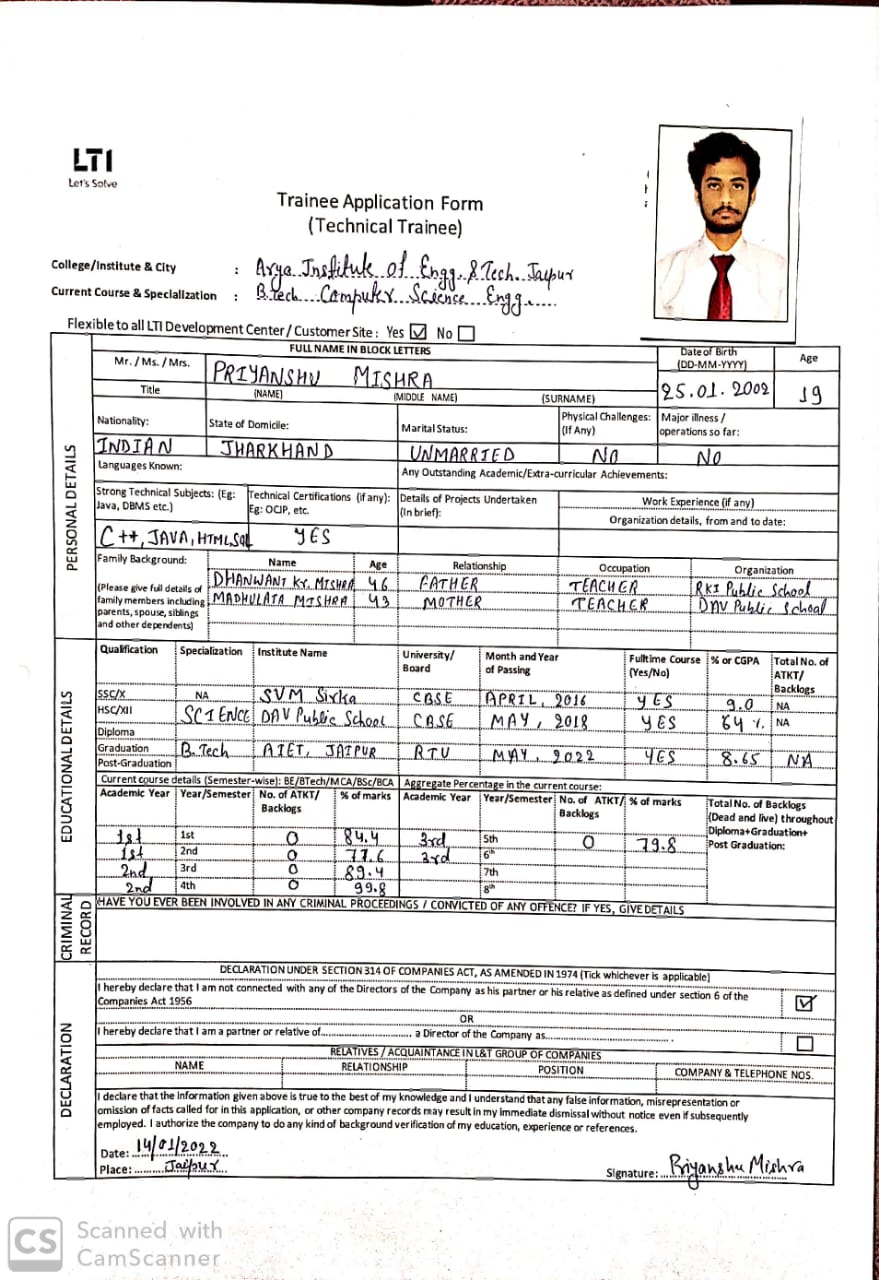 LTI
Let's Solve
Trainee Application Form
(Technical Trainee)
College/Institute & City : Arya Institute of Engg. & Tech. Jaipur
Current Course & Specialization : B.Tech Computer Science Engg.
Flexible to all LTI Development Center / Customer Site : Yes ☑ No ☐
FULL NAME IN BLOCK LETTERS
Date of Birth (DD-MM-YYYY) Age
Mr. / Ms. / Mrs. PRIYANSHU MISHRA 25.01.2002 19
Title (NAME) (MIDDLE NAME) (SURNAME)
PERSONAL DETAILS
Nationality: State of Domicile: Marital Status: Physical Challenges: (If Any) Major illness / operations so far:
INDIAN JHARKHAND UNMARRIED NO NO
Languages Known: Any Outstanding Academic/Extra-curricular Achievements:
Strong Technical Subjects: (Eg: Java, DBMS etc.) Technical Certifications (if any): Eg: OCJP, etc. Details of Projects Undertaken (In brief): Work Experience (if any)
Organization details, from and to date:
C++, JAVA, HTML, SQL YES
Family Background: Name Age Relationship Occupation Organization
(Please give full details of family members including parents, spouse, siblings and other dependents)
DHANWANT KR. MISHRA 46 FATHER TEACHER RKI Public School
MADHULATA MISHRA 43 MOTHER TEACHER DAV Public School
EDUCATIONAL DETAILS
Qualification Specialization Institute Name University/ Board Month and Year of Passing Fulltime Course (Yes/No) % or CGPA Total No. of ATKT/ Backlogs
SSC/X NA SVM Sirka CBSE APRIL, 2016 YES 9.0 NA
HSC/XII SCIENCE DAV Public School CBSE MAY, 2018 YES 64 % NA
Diploma
Graduation B.Tech AIET, JAIPUR RTU MAY, 2022 YES 8.65 NA
Post-Graduation
Current course details (Semester-wise): BE/BTech/MCA/BSc/BCA Aggregate Percentage in the current course:
Academic Year Year/Semester No. of ATKT/ Backlogs % of marks Academic Year Year/Semester No. of ATKT/ Backlogs % of marks Total No. of Backlogs (Dead and live) throughout Diploma+Graduation+ Post Graduation:
1st 1st 0 84.4 3rd 5th 0 79.8
1st 2nd 0 77.6 3rd 6th
2nd 3rd 0 89.4 7th
2nd 4th 0 99.8 8th
CRIMINAL RECORD
HAVE YOU EVER BEEN INVOLVED IN ANY CRIMINAL PROCEEDINGS / CONVICTED OF ANY OFFENCE? IF YES, GIVE DETAILS
DECLARATION
DECLARATION UNDER SECTION 314 OF COMPANIES ACT, AS AMENDED IN 1974 (Tick whichever is applicable)
I hereby declare that I am not connected with any of the Directors of the Company as his partner or his relative as defined under section 6 of the
Companies Act 1956 ☑
OR
I hereby declare that I am a partner or relative of.............................. a Director of the Company as.......................................... ☐
RELATIVES / ACQUAINTANCE IN L&T GROUP OF COMPANIES
NAME RELATIONSHIP POSITION COMPANY & TELEPHONE NOS.
I declare that the Information given above is true to the best of my knowledge and I understand that any false information, misrepresentation or
omission of facts called for in this application, or other company records may result in my immediate dismissal without notice even if subsequently
employed. I authorize the company to do any kind of background verification of my education, experience or references.
Date: 14/01/2022
Place: Jaipur
Signature: Priyanshu Mishra
CS Scanned with
CamScanner